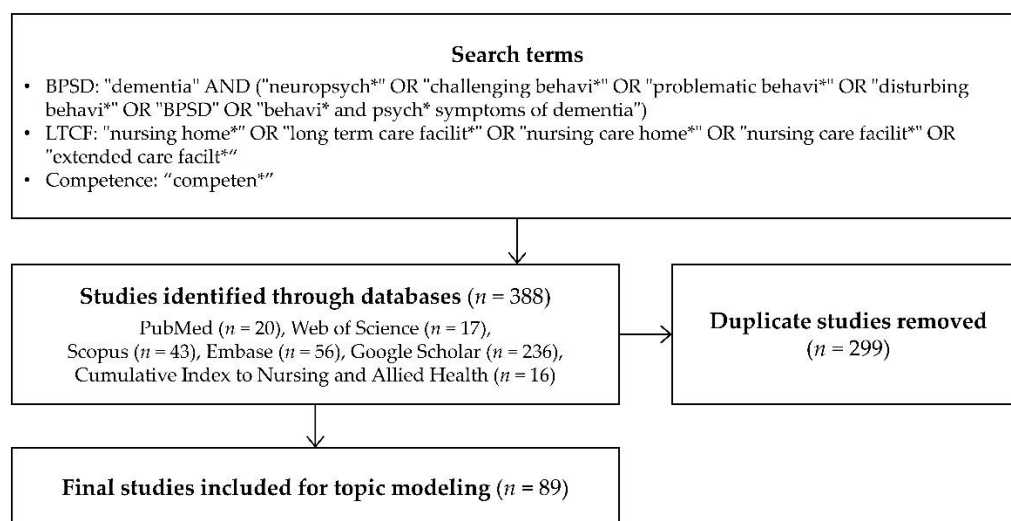 Search terms
• BPSD: "dementia" AND ("neuropsych*" OR "challenging behavi*" OR "problematic behavi*" OR "disturbing
behavi*" OR "BPSD" OR "behavi* and psych* symptoms of dementia")
• LTCF: "nursing home*" OR "long term care facilit*" OR "nursing care home*" OR "nursing care facilit*" OR
"extended care facilt*“
• Competence: “competen*”
Studies identified through databases (n = 388)
PubMed (n = 20), Web of Science (n = 17),
Scopus (n = 43), Embase (n = 56), Google Scholar (n = 236),
Cumulative Index to Nursing and Allied Health (n = 16)
Duplicate studies removed
(n = 299)
Final studies included for topic modeling (n = 89)